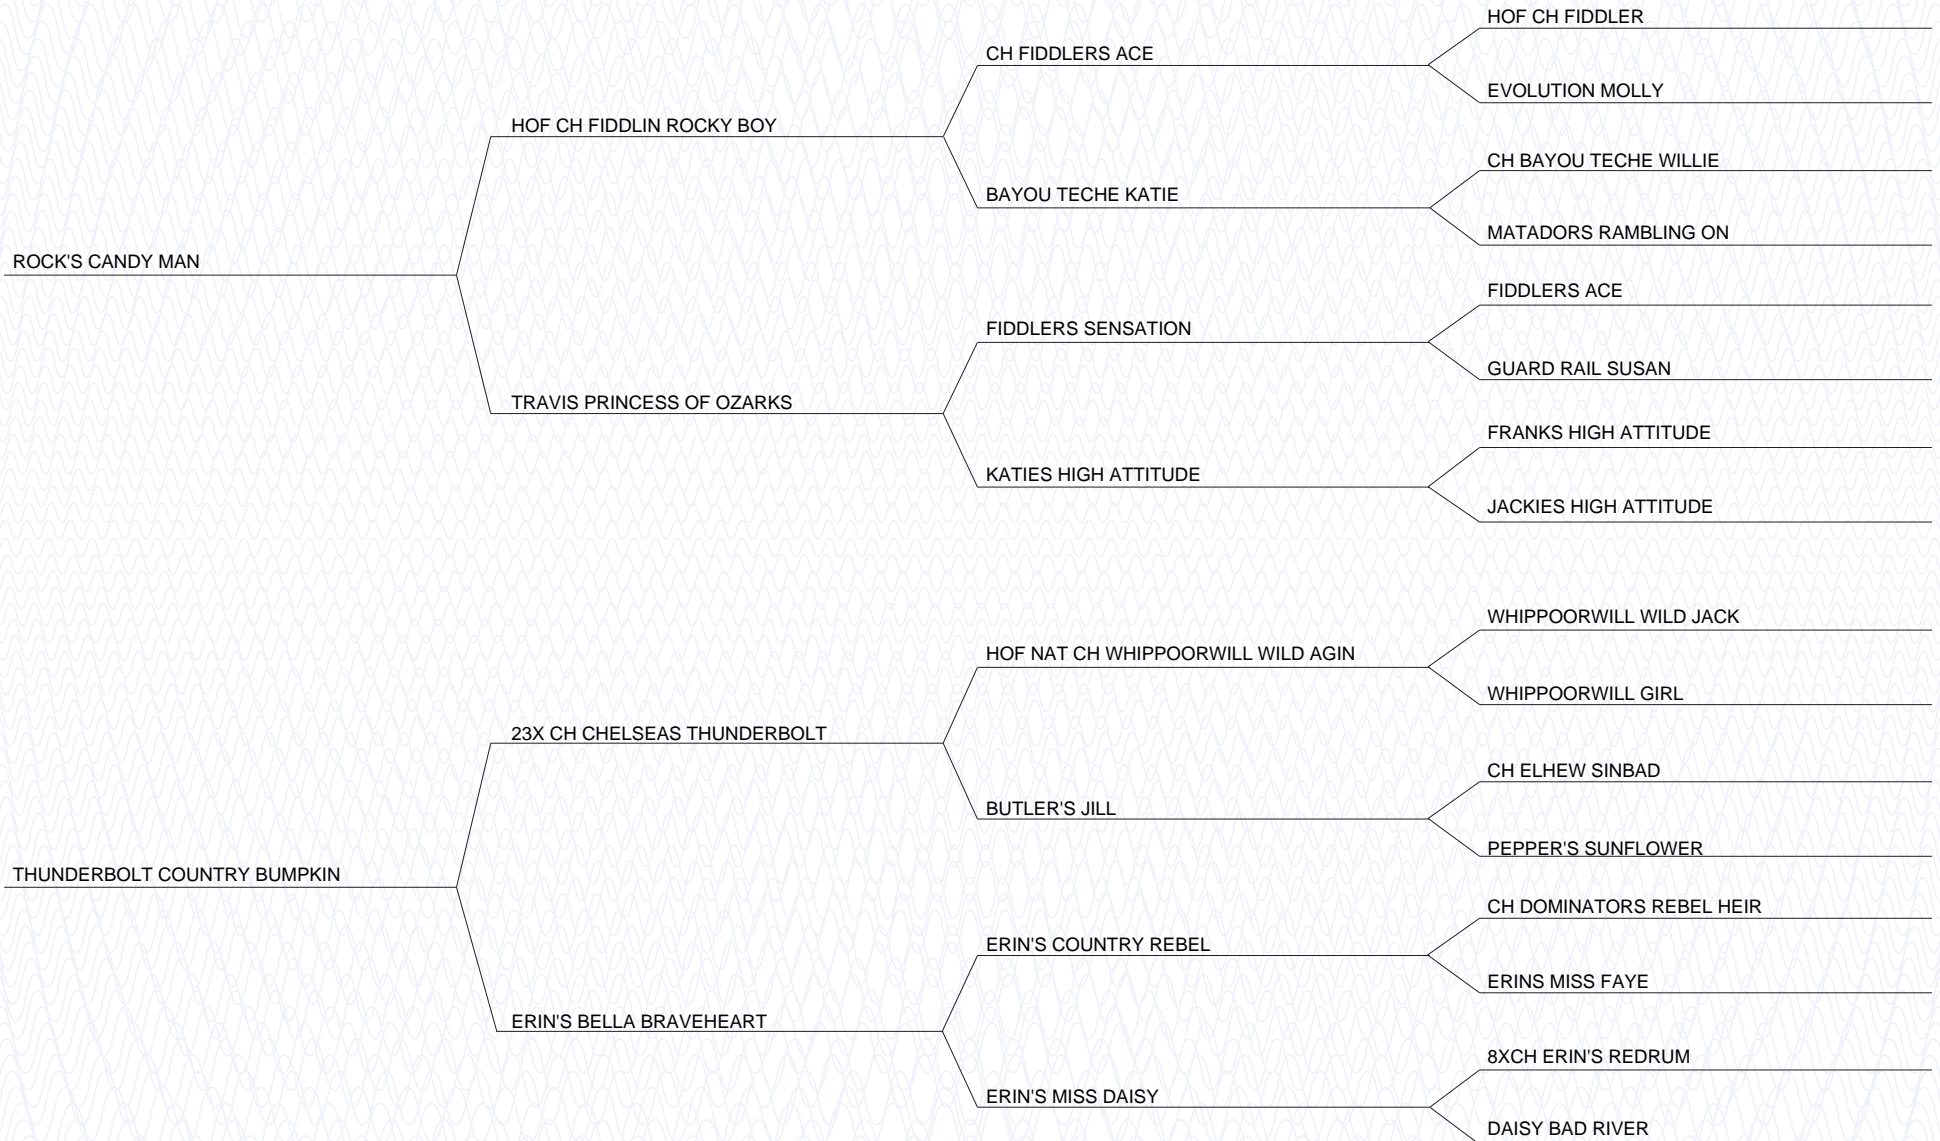 HOF CH FIDDLER
CH FIDDLERS ACE
EVOLUTION MOLLY
HOF CH FIDDLIN ROCKY BOY
CH BAYOU TECHE WILLIE
BAYOU TECHE KATIE
MATADORS RAMBLING ON
ROCK'S CANDY MAN
FIDDLERS ACE
FIDDLERS SENSATION
GUARD RAIL SUSAN
TRAVIS PRINCESS OF OZARKS
FRANKS HIGH ATTITUDE
KATIES HIGH ATTITUDE
JACKIES HIGH ATTITUDE
WHIPPOORWILL WILD JACK
HOF NAT CH WHIPPOORWILL WILD AGIN
WHIPPOORWILL GIRL
23X CH CHELSEAS THUNDERBOLT
CH ELHEW SINBAD
BUTLER'S JILL
PEPPER'S SUNFLOWER
THUNDERBOLT COUNTRY BUMPKIN
CH DOMINATORS REBEL HEIR
ERIN'S COUNTRY REBEL
ERINS MISS FAYE
ERIN'S BELLA BRAVEHEART
8XCH ERIN'S REDRUM
ERIN'S MISS DAISY
DAISY BAD RIVER